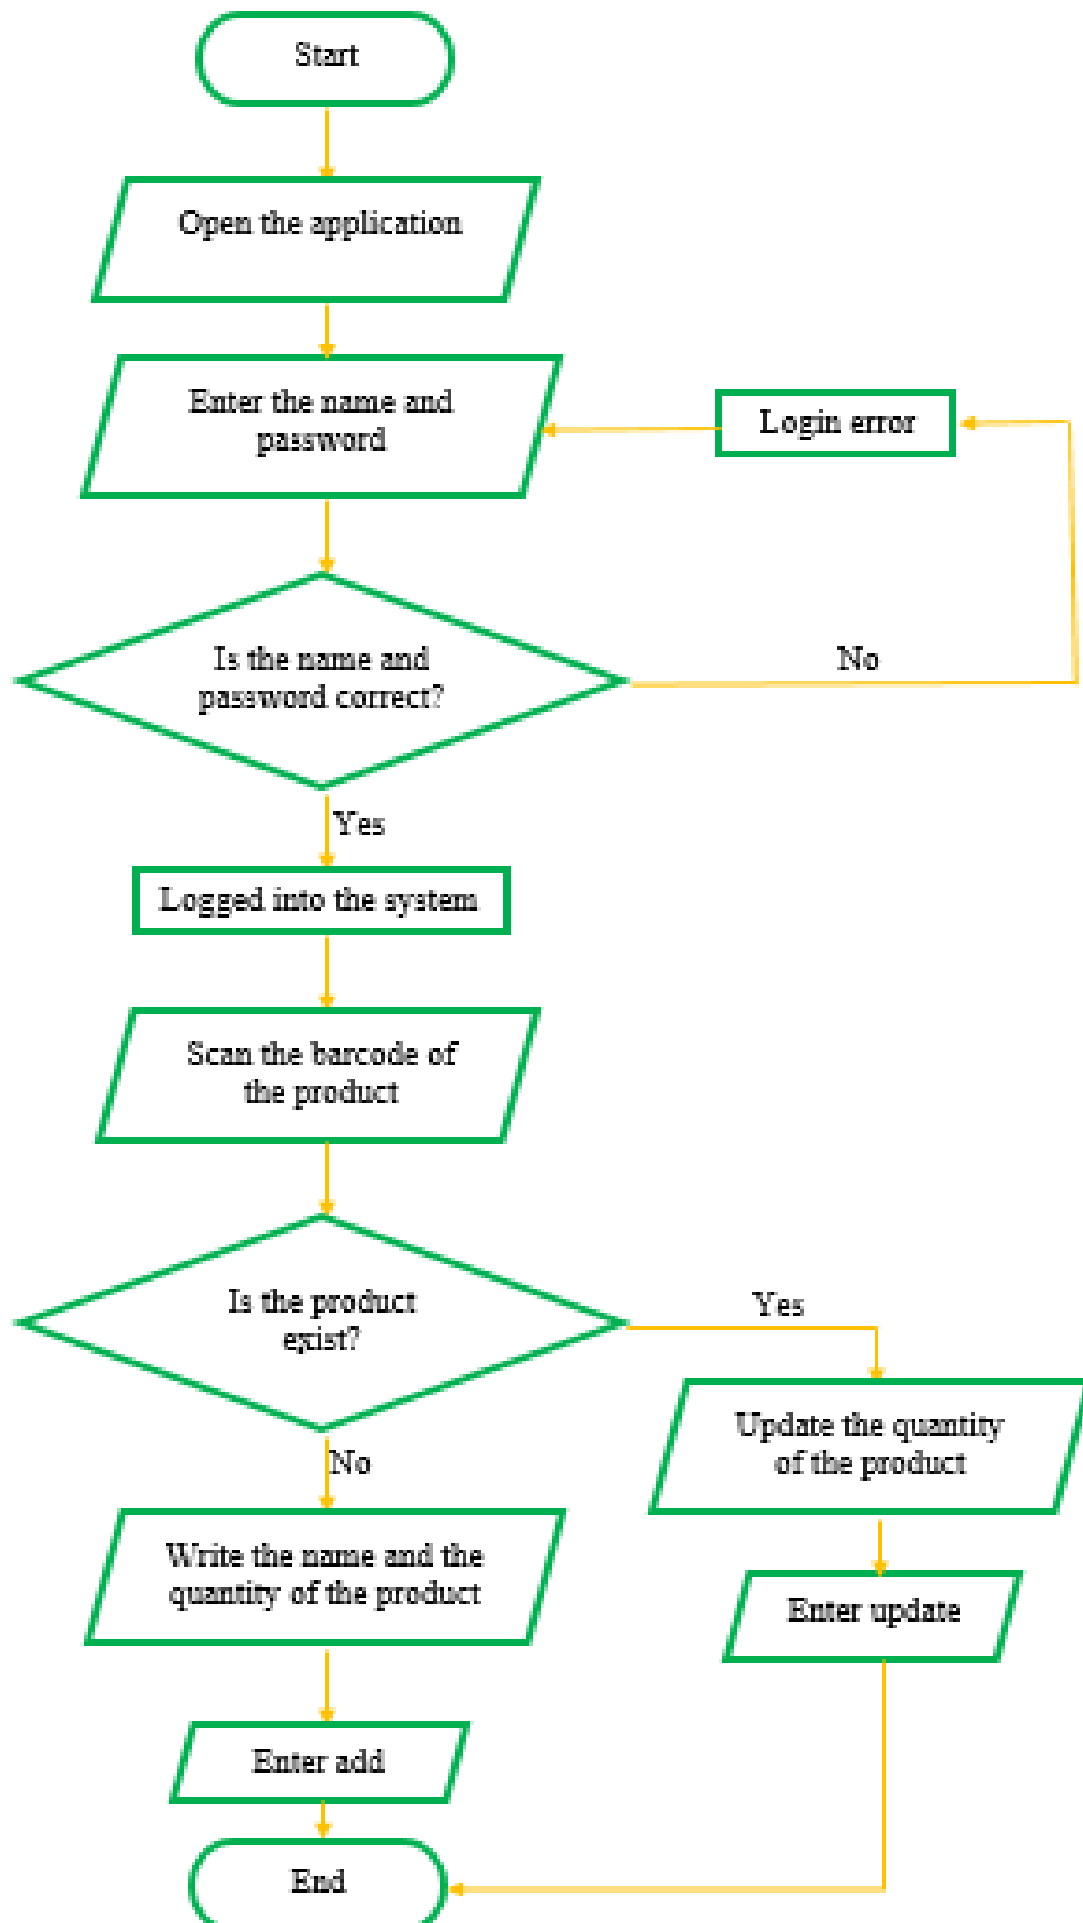 Start
Open the application
Enter the name and
password
Login error
Is the name and
password correct?
No
Yes
Logged into the system
Scan the barcode of
the product
Is the product
exist?
Yes
Update the quantity
of the product
No
Write the name and the
quantity of the product
Enter update
Enter add
End